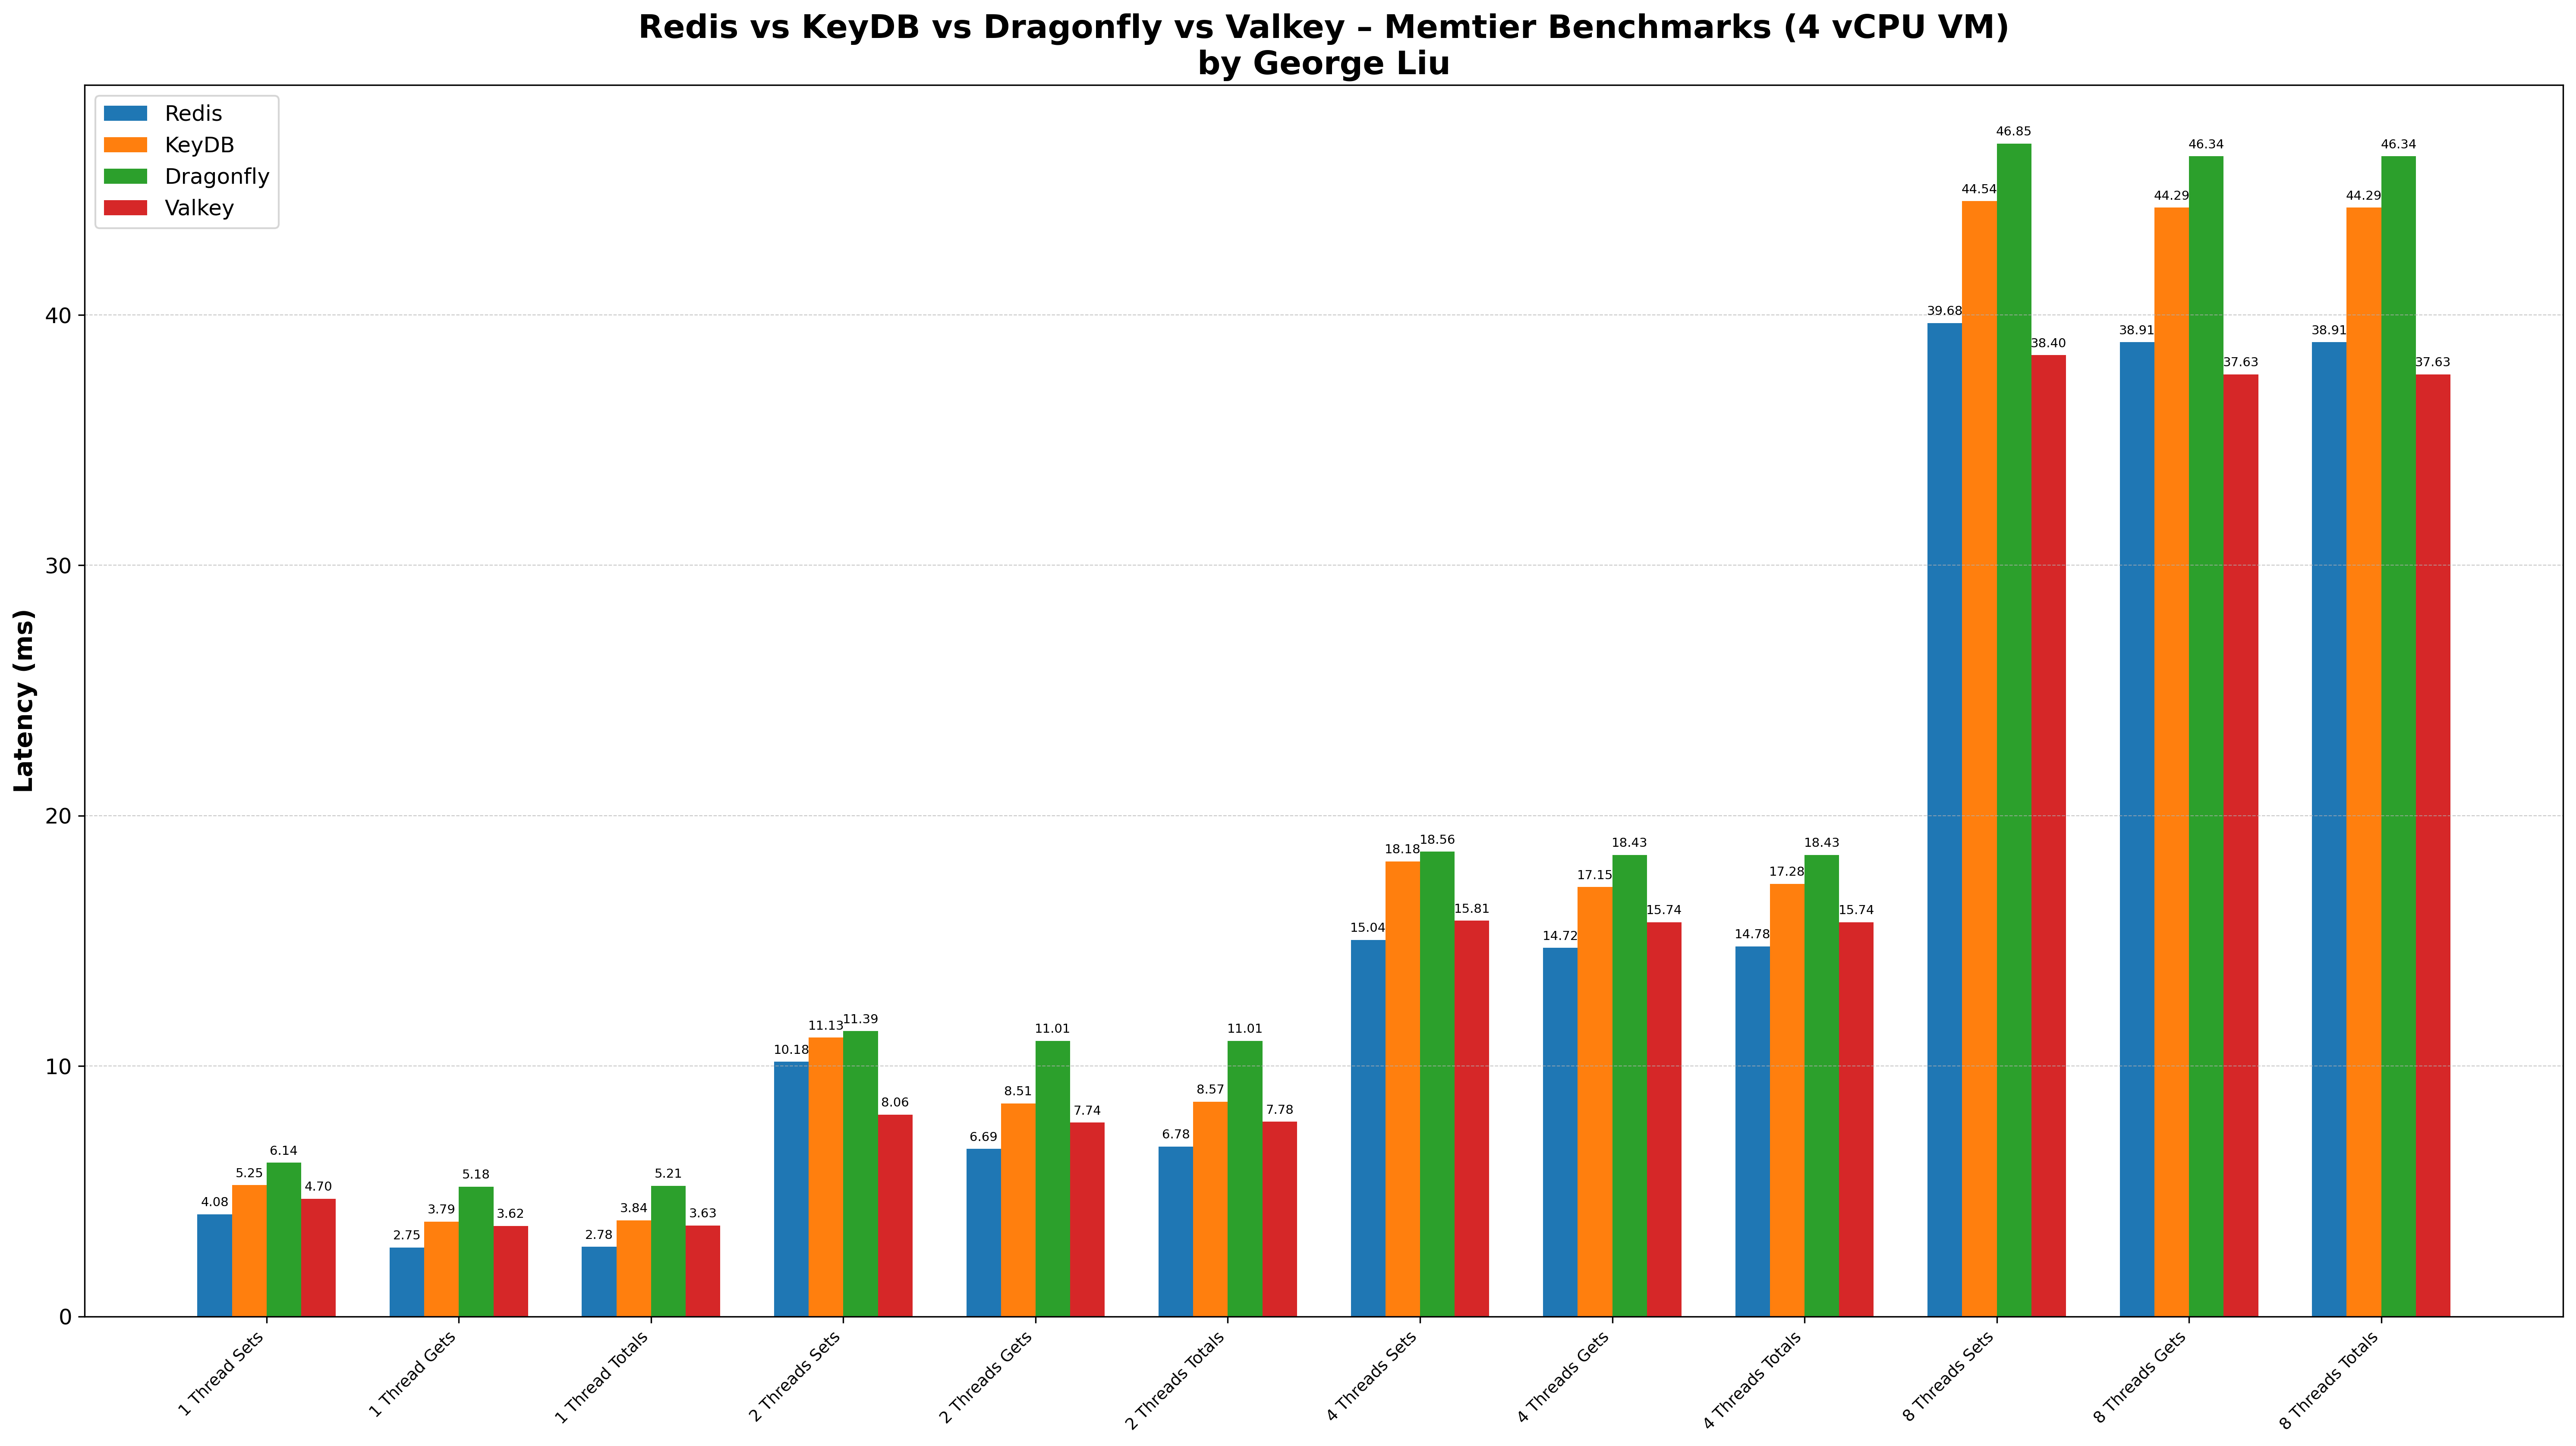 Redis vs KeyDB vs Dragonfly vs Valkey – Memtier Benchmarks (4 vCPU VM)
by George Liu
Redis
KeyDB
Dragonfly
Valkey
Latency (ms)
40
30
20
10
0
4.08
5.25
6.14
4.70
2.75
3.79
5.18
3.62
2.78
3.84
5.21
3.63
10.18
11.13
11.39
8.06
6.69
8.51
11.01
7.74
6.78
8.57
11.01
7.78
15.04
18.18
18.56
15.81
14.72
17.15
18.43
15.74
14.78
17.28
18.43
15.74
39.68
44.54
46.85
38.40
38.91
44.29
46.34
37.63
38.91
44.29
46.34
37.63
1 Thread Sets
1 Thread Gets
1 Thread Totals
2 Threads Sets
2 Threads Gets
2 Threads Totals
4 Threads Sets
4 Threads Gets
4 Threads Totals
8 Threads Sets
8 Threads Gets
8 Threads Totals